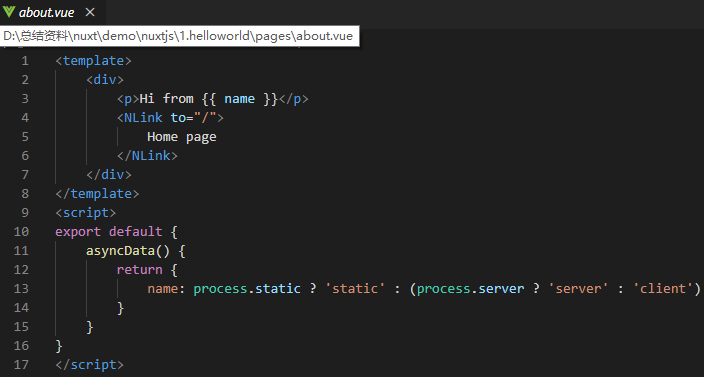 about.vue ×
D:\总结资料\nuxt\demo\nuxtjs\1.helloworld\pages\about.vue
1 <template>
2     <div>
3         <p>Hi from {{ name }}</p>
4         <NLink to="/">
5             Home page
6         </NLink>
7     </div>
8 </template>
9 <script>
10 export default {
11     asyncData() {
12         return {
13             name: process.static ? 'static' : (process.server ? 'server' : 'client')
14         }
15     }
16 }
17 </script>